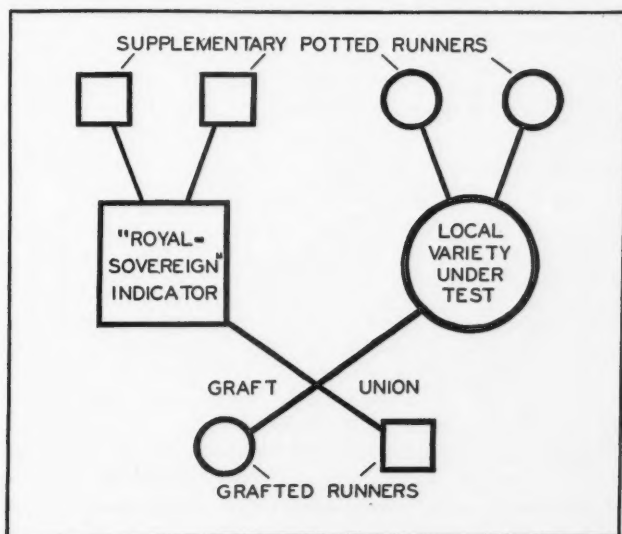 SUPPLEMENTARY POTTED RUNNERS
"ROYAL=
SOVEREIGN"
INDICATOR
LOCAL
VARIETY
UNDER
TEST
GRAFT UNION
GRAFTED RUNNERS